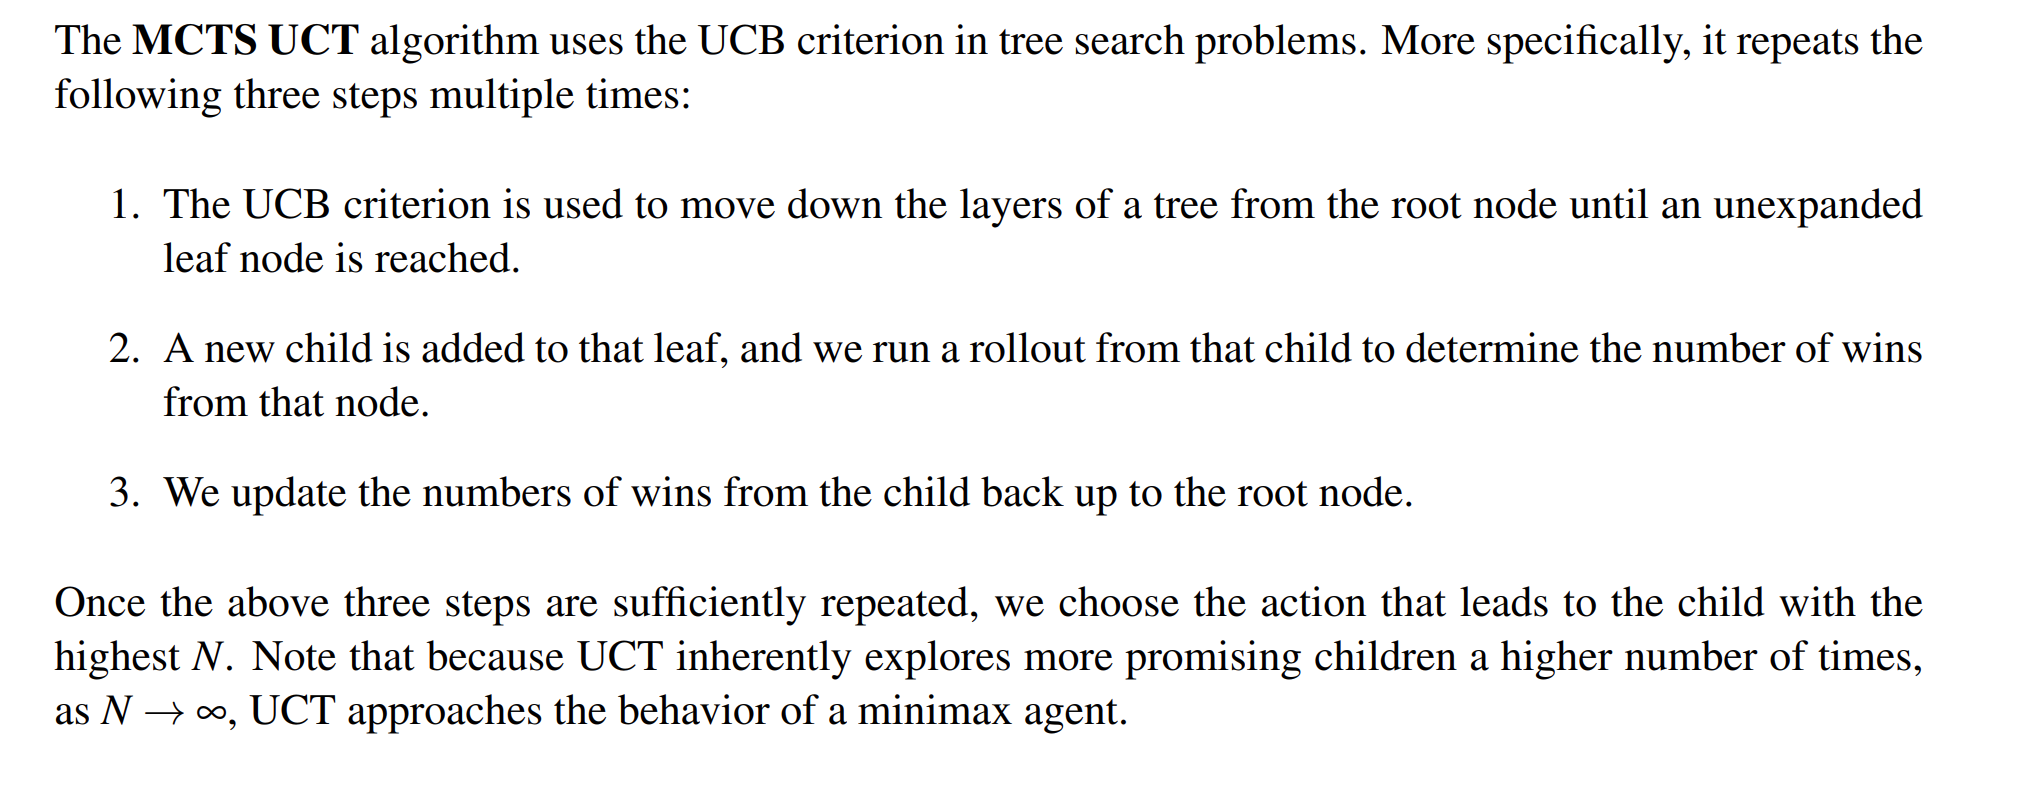 The MCTS UCT algorithm uses the UCB criterion in tree search problems. More specifically, it repeats the
following three steps multiple times:
1. The UCB criterion is used to move down the layers of a tree from the root node until an unexpanded
leaf node is reached.
2. A new child is added to that leaf, and we run a rollout from that child to determine the number of wins
from that node.
3. We update the numbers of wins from the child back up to the root node.
Once the above three steps are sufficiently repeated, we choose the action that leads to the child with the
highest N. Note that because UCT inherently explores more promising children a higher number of times,
as N → ∞, UCT approaches the behavior of a minimax agent.